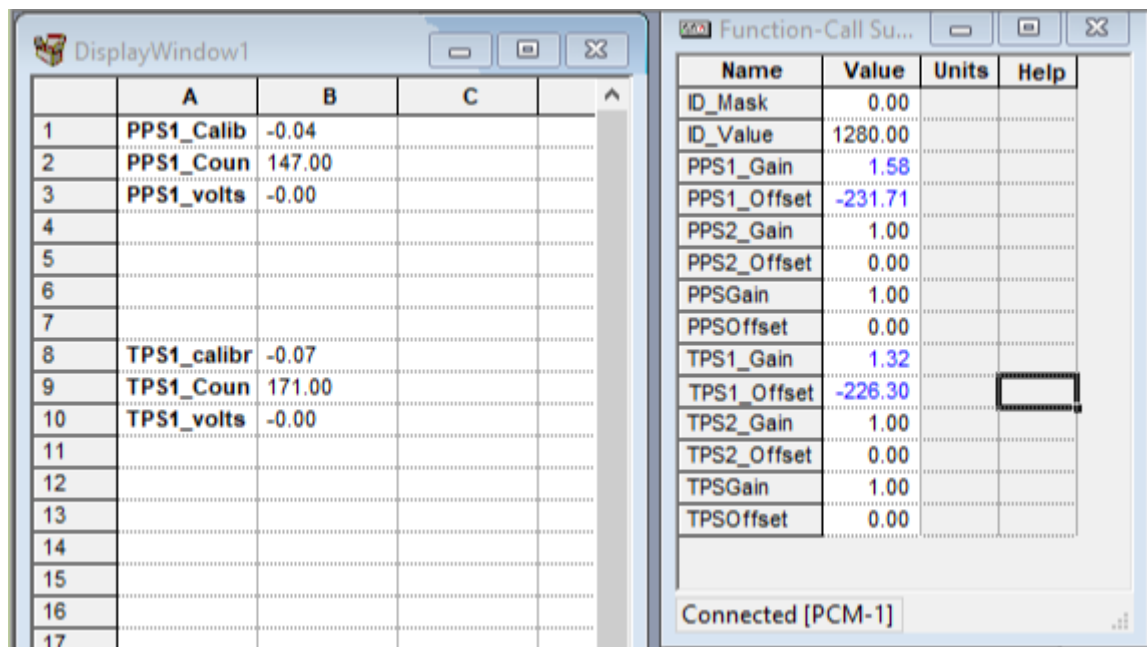 DisplayWindow1
A B C
1 PPS1_Calib -0.04
2 PPS1_Coun 147.00
3 PPS1_volts -0.00
4
5
6
7
8 TPS1_calibr -0.07
9 TPS1_Coun 171.00
10 TPS1_volts -0.00
11
12
13
14
15
16
17
Function-Call Su...
Name Value Units Help
ID_Mask 0.00
ID_Value 1280.00
PPS1_Gain 1.58
PPS1_Offset -231.71
PPS2_Gain 1.00
PPS2_Offset 0.00
PPSGain 1.00
PPSOffset 0.00
TPS1_Gain 1.32
TPS1_Offset -226.30
TPS2_Gain 1.00
TPS2_Offset 0.00
TPSGain 1.00
TPSOffset 0.00
Connected [PCM-1]